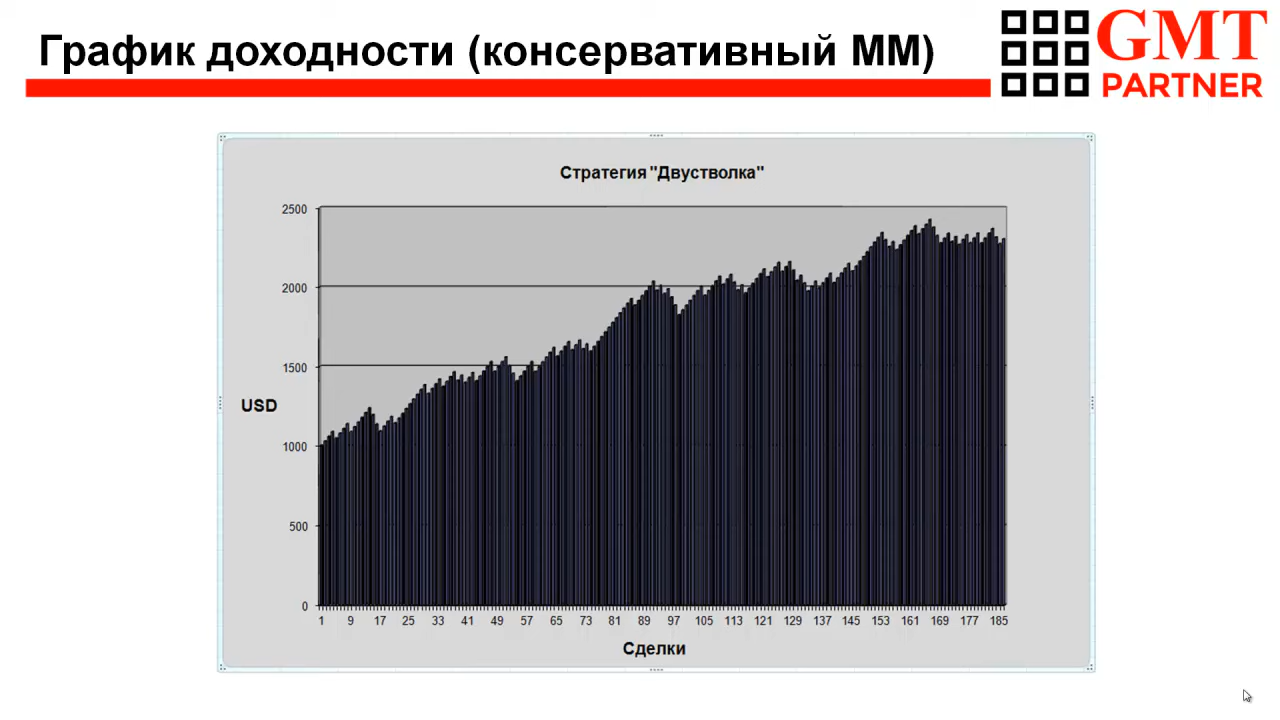 График доходности (консервативный ММ)
GMT
PARTNER
Стратегия "Двустволка"
2500
2000
1500
USD
1000
500
0
1 9 17 25 33 41 49 57 65 73 81 89 97 105 113 121 129 137 145 153 161 169 177 185
Сделки